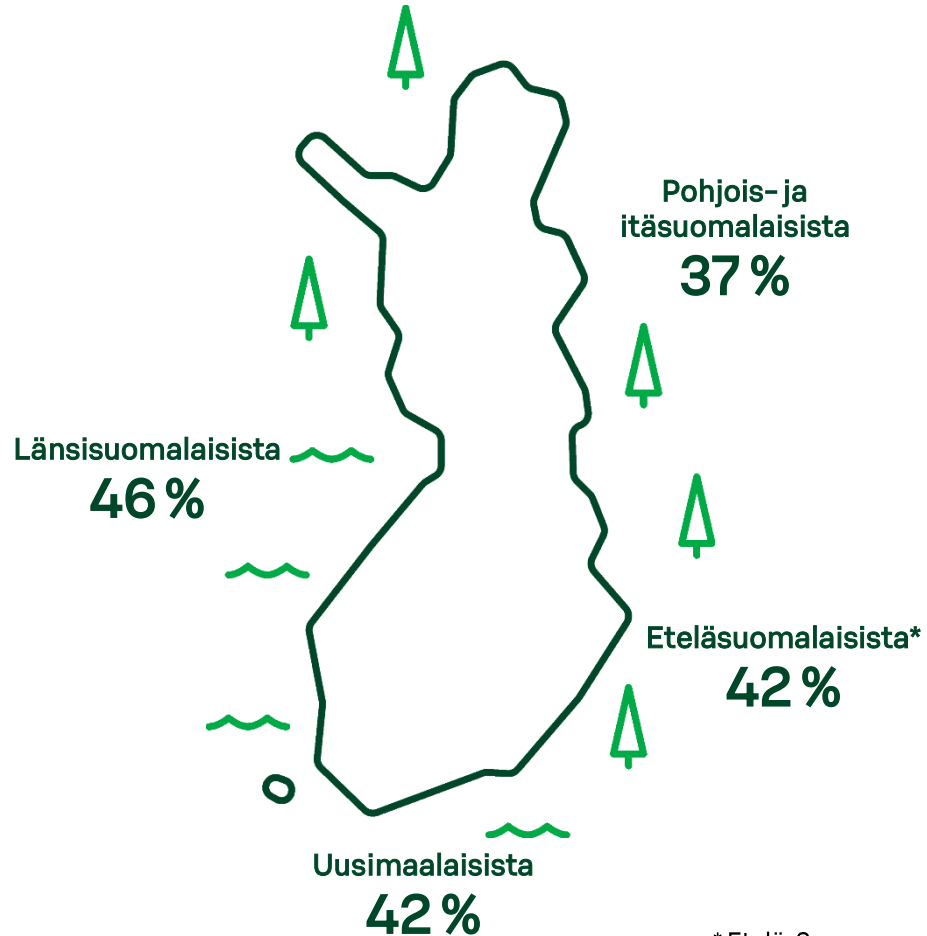 Pohjois- ja
itäsuomalaisista
37 %
Länsisuomalaisista
46 %
Eteläsuomalaisista*
42 %
Uusimaalaisista
42 %